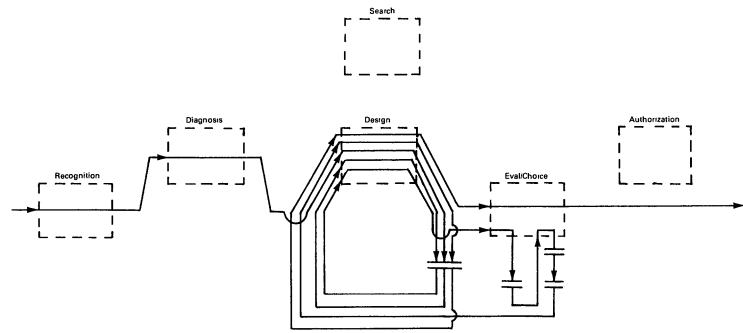 Search
Diagnosis
Design
Authorization
Recognition
Eval/Choice